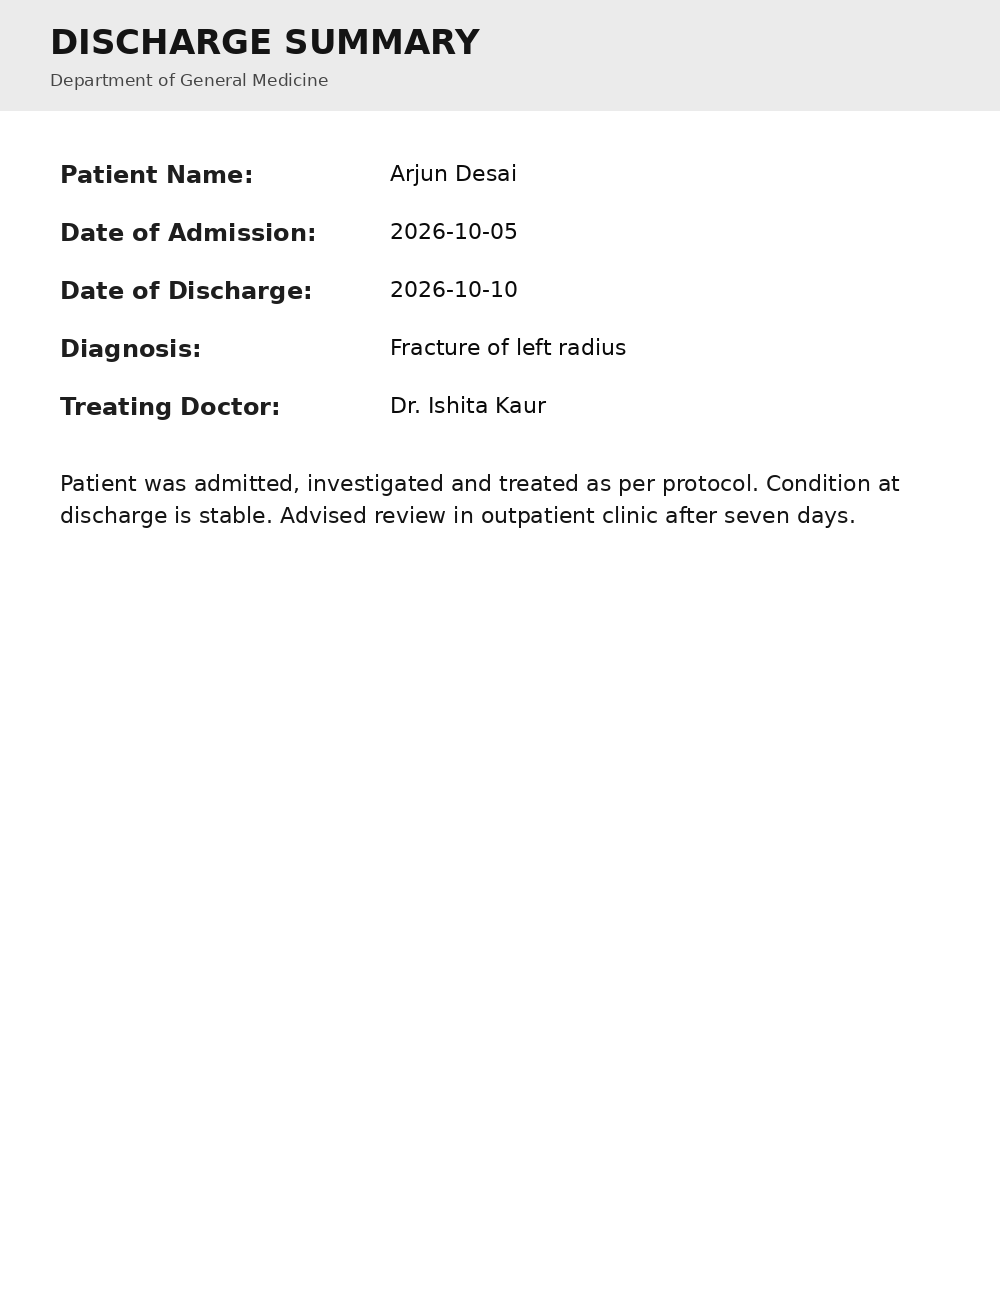 DISCHARGE SUMMARY
Department of General Medicine
Patient Name: Arjun Desai
Date of Admission: 2026-10-05
Date of Discharge: 2026-10-10
Diagnosis: Fracture of left radius
Treating Doctor: Dr. Ishita Kaur
Patient was admitted, investigated and treated as per protocol. Condition at
discharge is stable. Advised review in outpatient clinic after seven days.